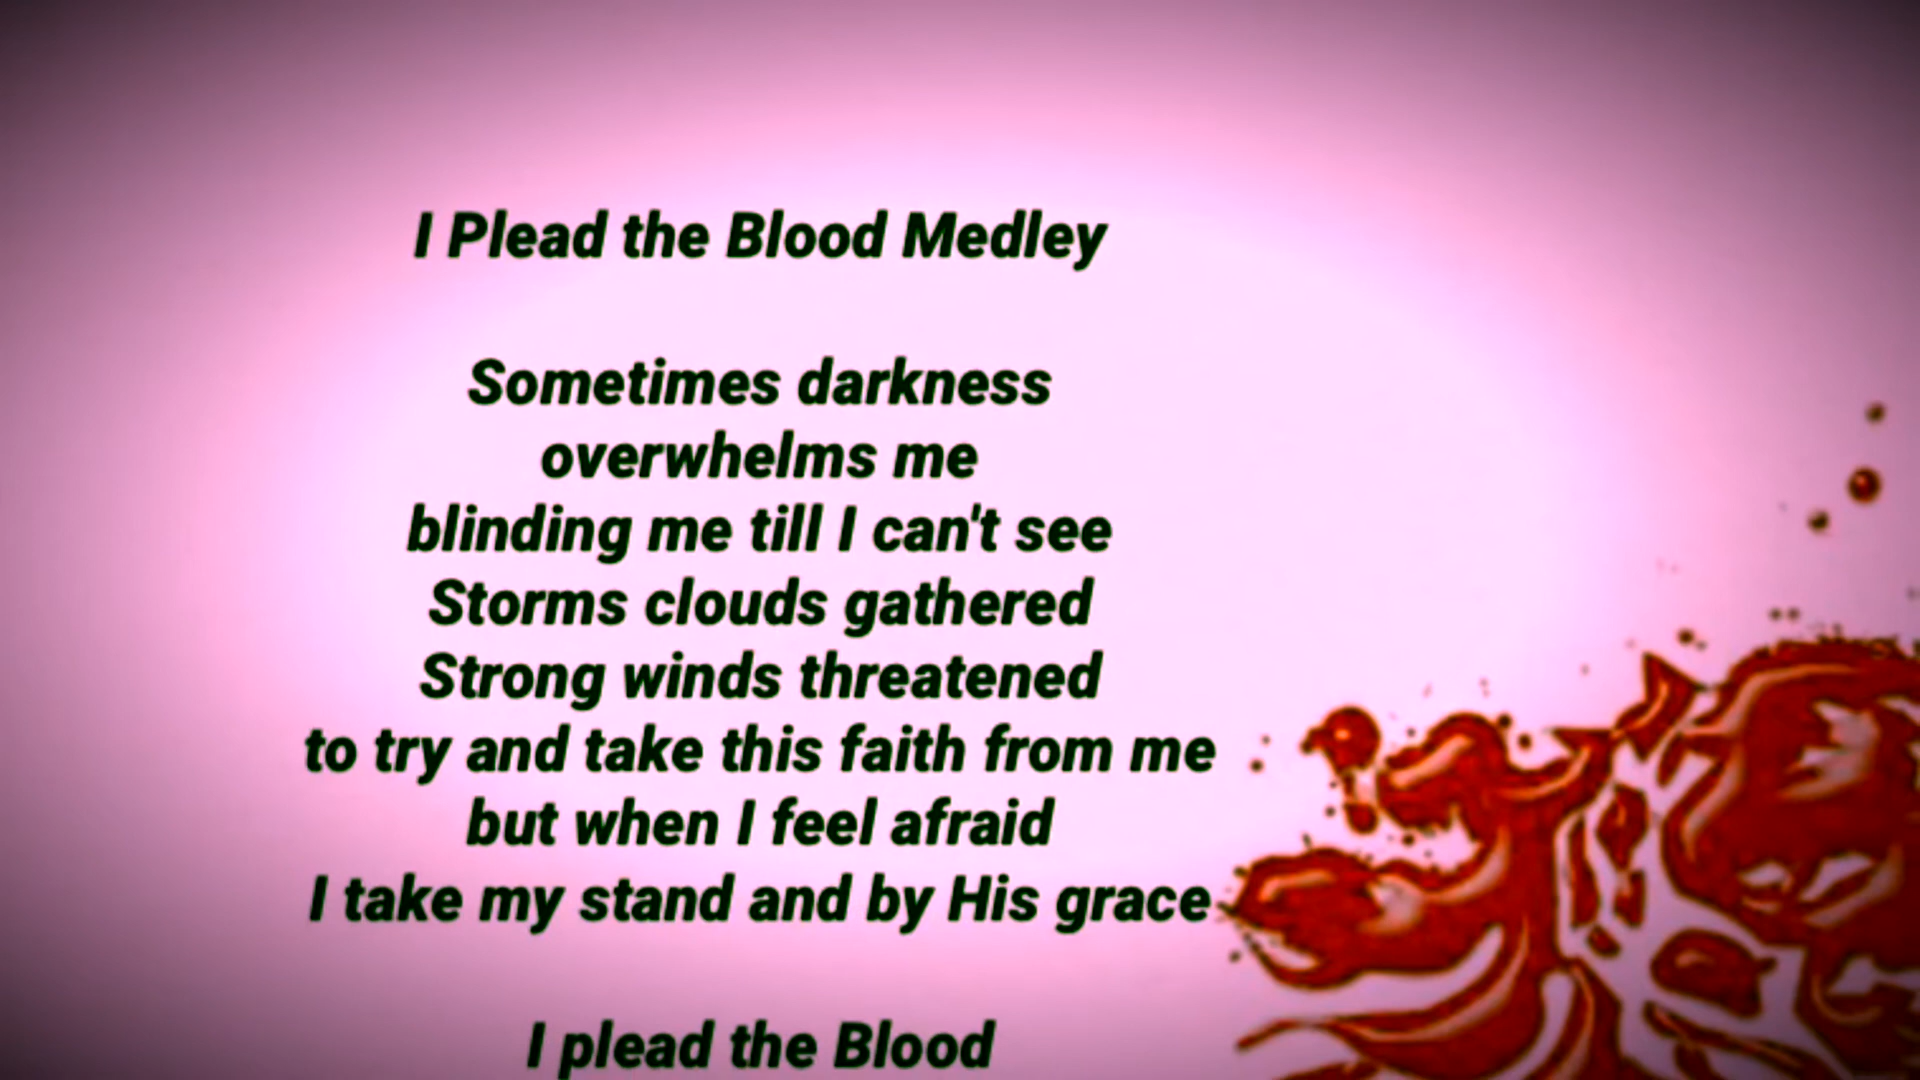 I Plead the Blood Medley
Sometimes darkness
overwhelms me
blinding me till I can't see
Storms clouds gathered
Strong winds threatened
to try and take this faith from me
but when I feel afraid
I take my stand and by His grace
I plead the Blood